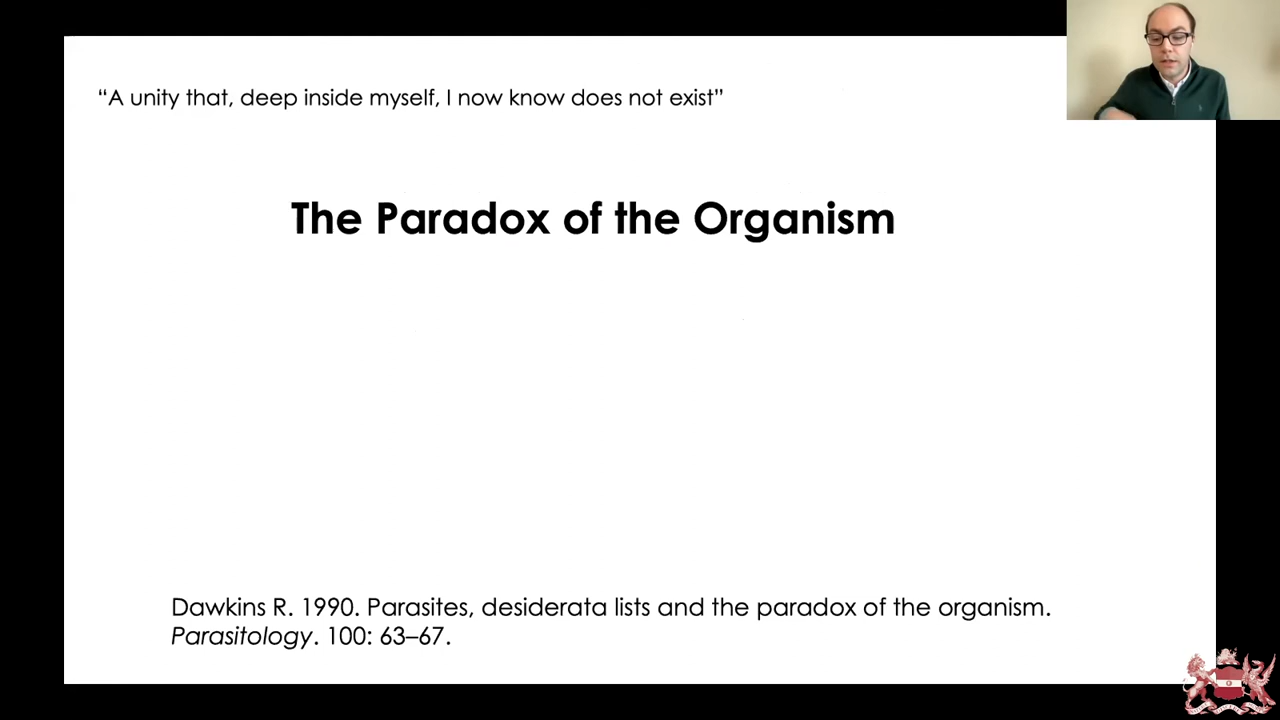 “A unity that, deep inside myself, I now know does not exist”
The Paradox of the Organism
Dawkins R. 1990. Parasites, desiderata lists and the paradox of the organism.
Parasitology. 100: 63–67.